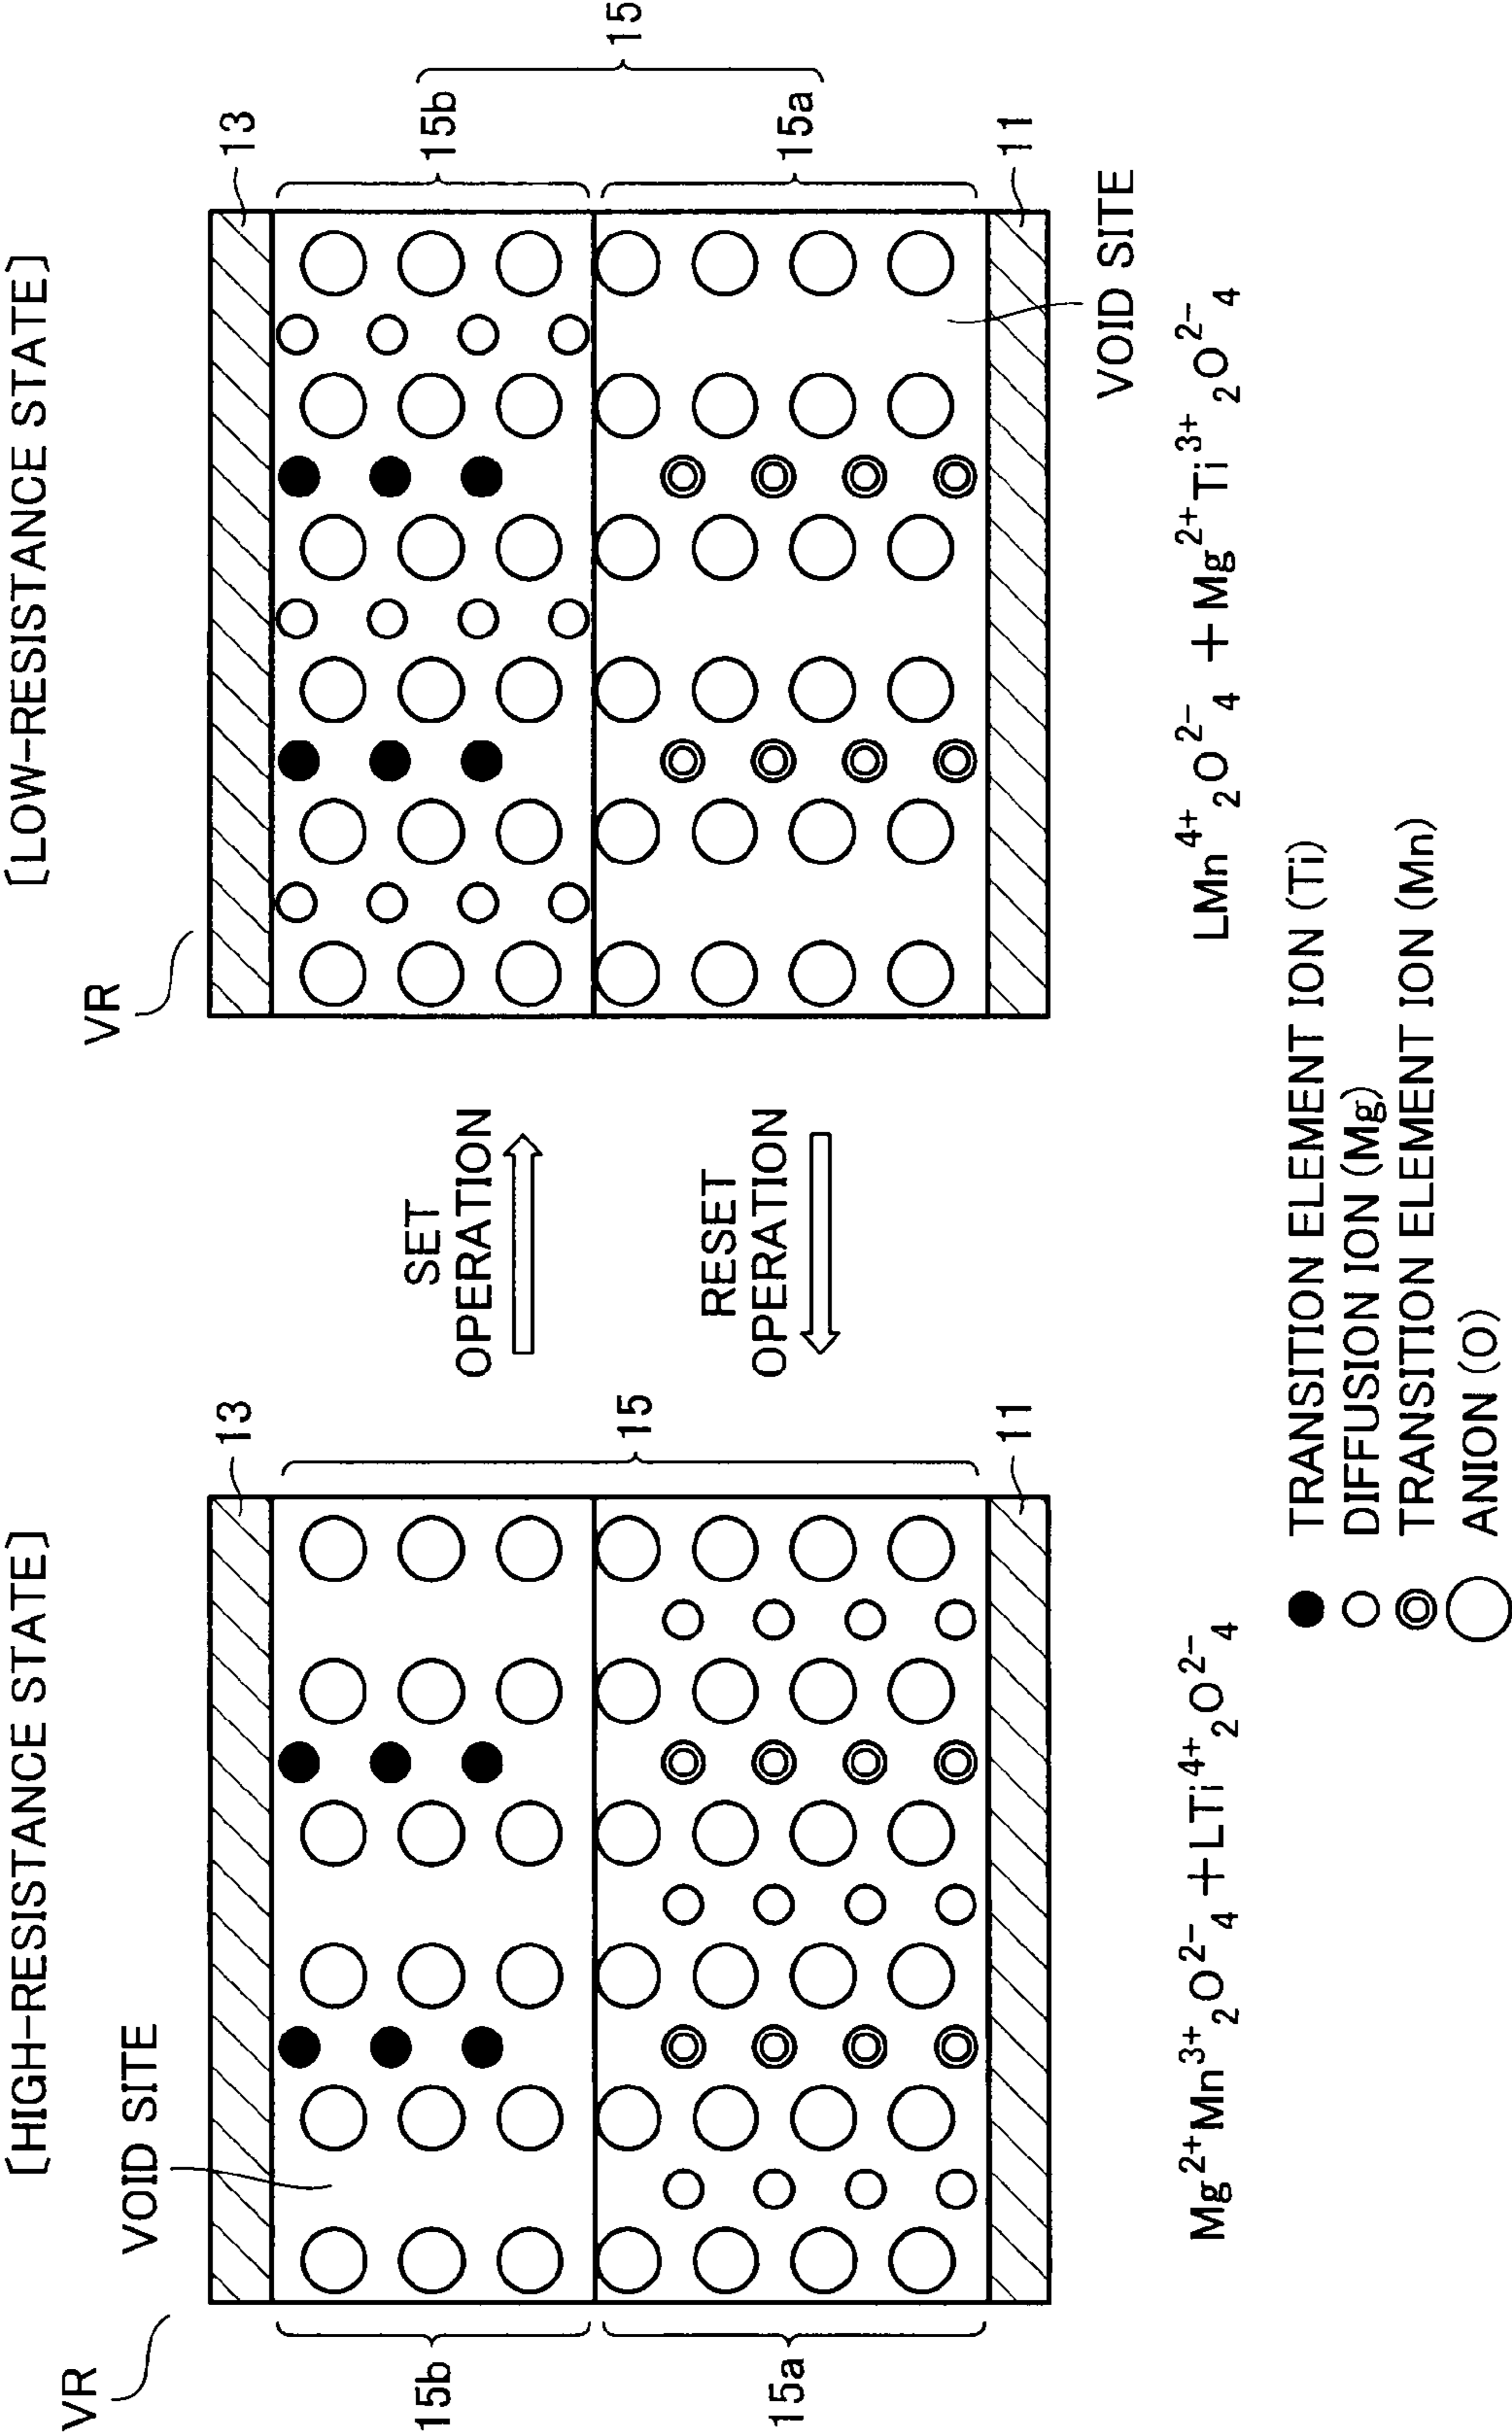 [HIGH-RESISTANCE STATE]
VR
VOID SITE
13
15b
15a
15
11
Mg²⁺Mn³⁺₂O²⁻₄+LTi⁴⁺₂O²⁻₄
SET
OPERATION
RESET
OPERATION
[LOW-RESISTANCE STATE]
VR
13
15b
15
15a
11
VOID SITE
LMn⁴⁺₂O²⁻₄+Mg²⁺Ti³⁺₂O²⁻₄
TRANSITION ELEMENT ION (Ti)
DIFFUSION ION (Mg)
TRANSITION ELEMENT ION (Mn)
ANION (O)